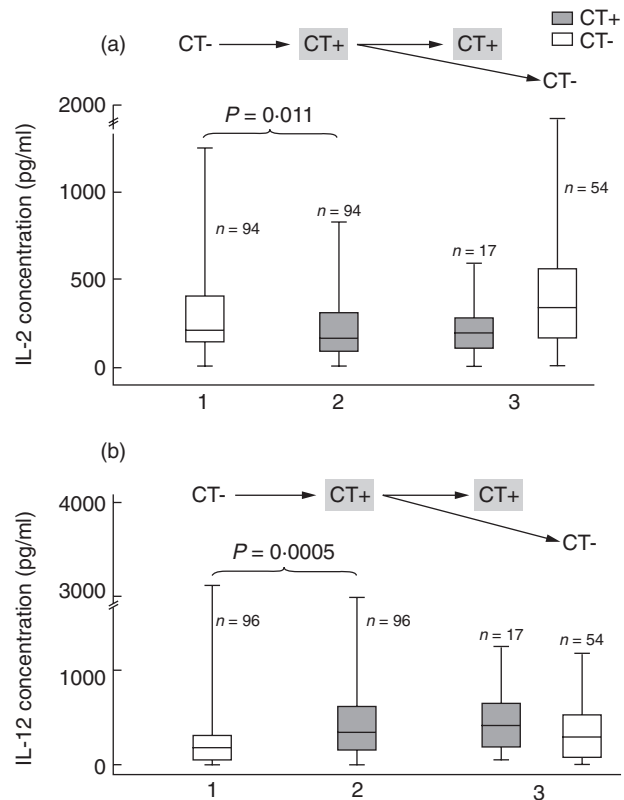 (a)
CT- CT+ CT+
CT-
CT+
CT-
IL-2 concentration (pg/ml)
2000
1000
500
0
P = 0·011
n = 94
n = 94
n = 17
n = 54
1 2 3
(b)
CT- CT+ CT+
CT-
IL-12 concentration (pg/ml)
4000
3000
1000
0
P = 0·0005
n = 96
n = 96
n = 17
n = 54
1 2 3